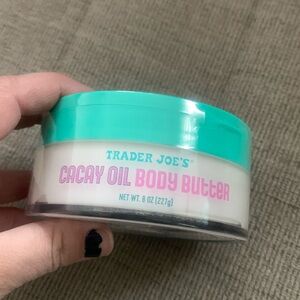 TRADER JOE'S
CACAY OIL BODY BUTTER
NET WT. 8 OZ (227g)